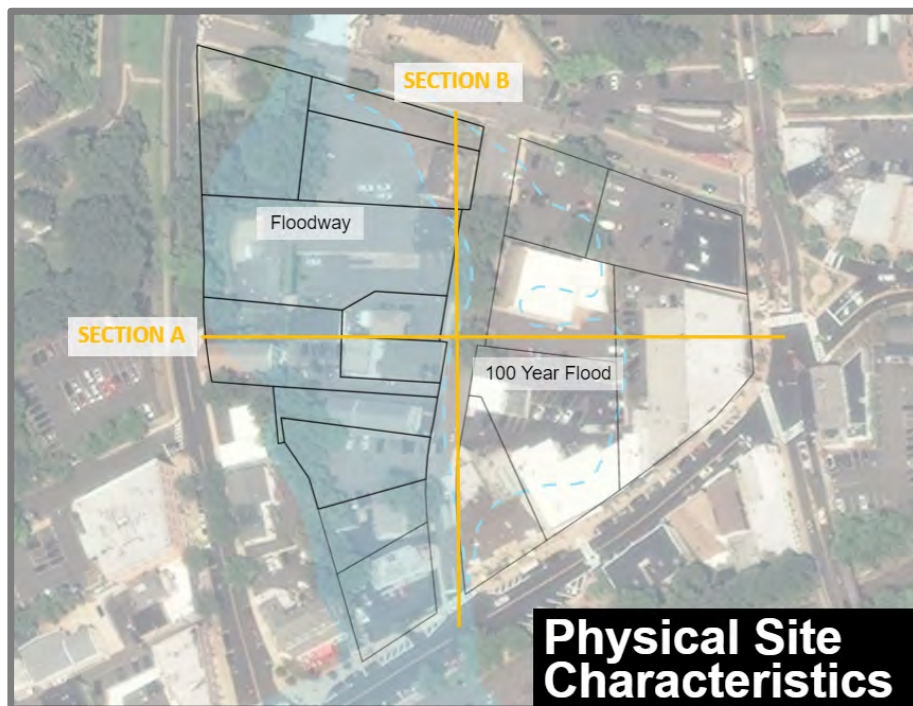 SECTION B
Floodway
SECTION A
100 Year Flood
Physical Site
Characteristics